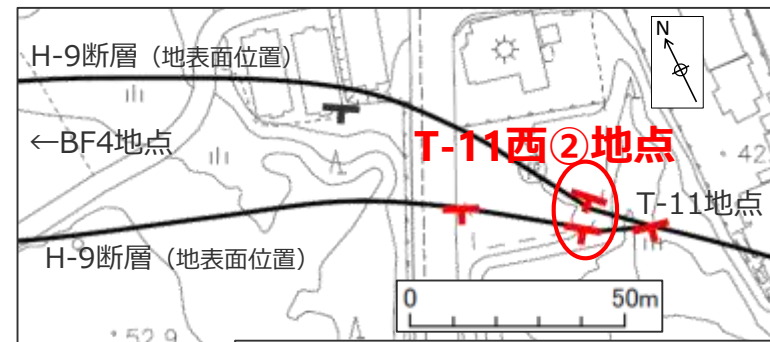 H-9断層（地表面位置）
N
←BF4地点
T-11西②地点
42.
T-11地点
H-9断層（地表面位置）
0 50m
52.9